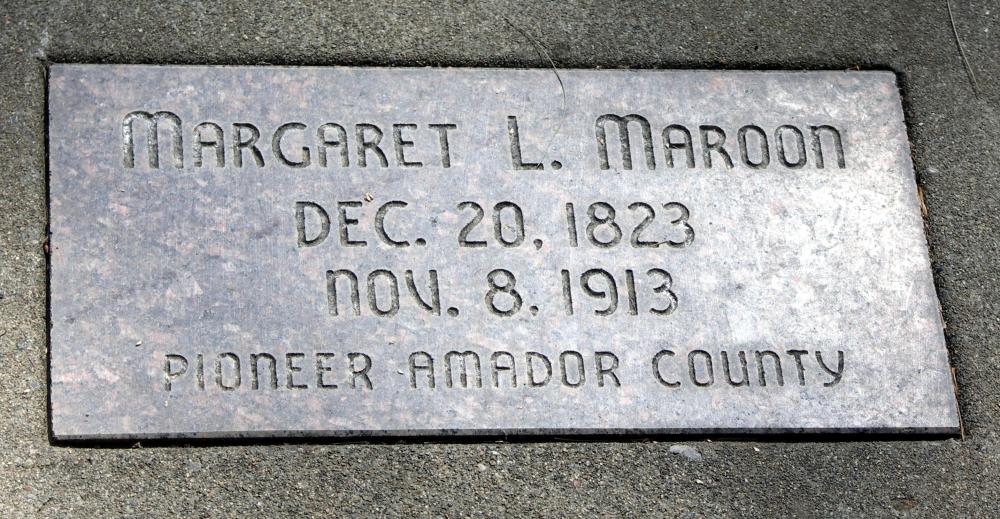 Margaret L. Maroon
Dec. 20, 1823
Nov. 8, 1913
Pioneer Amador County